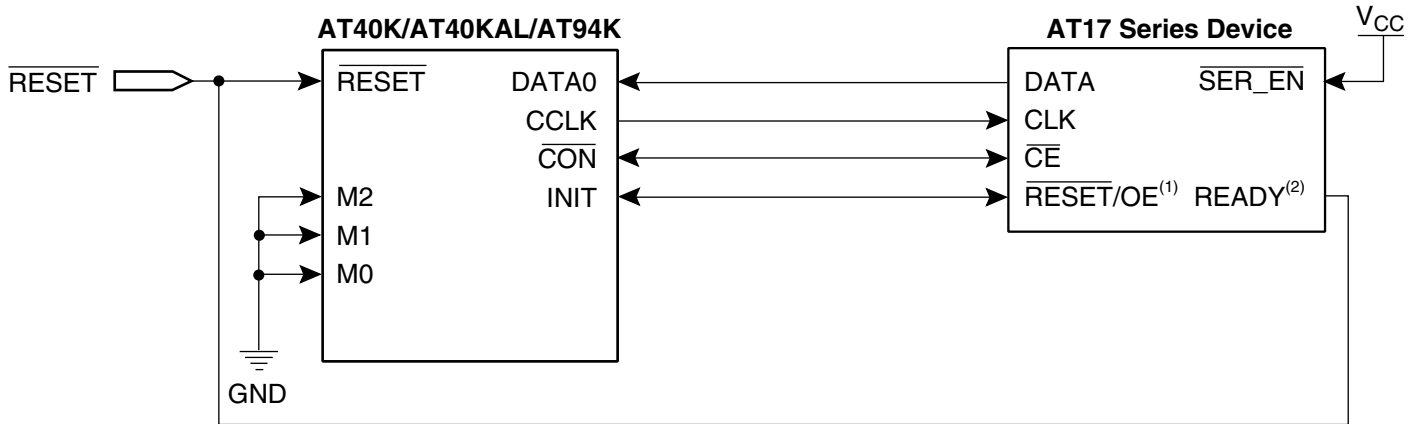 AT40K/AT40KAL/AT94K
AT17 Series Device
VCC
RESET
RESET
DATA0
DATA
SER_EN
CCLK
CLK
CON
CE
M2
INIT
RESET/OE(1)
READY(2)
M1
M0
GND